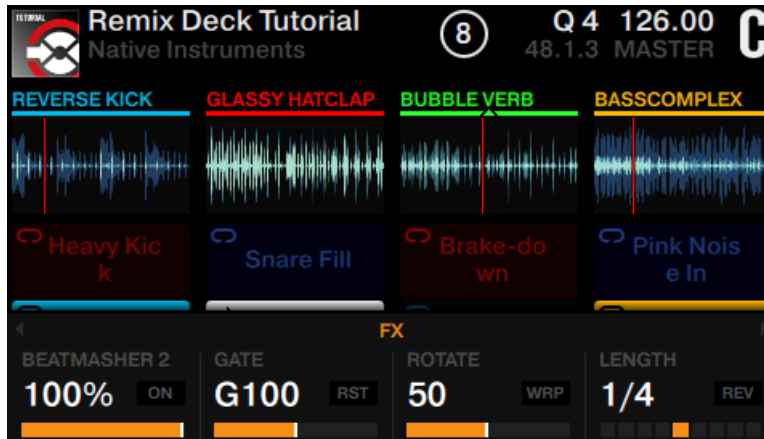 TUTORIAL
Remix Deck Tutorial
Native Instruments
8
Q 4 126.00
48.1.3 MASTER
C
REVERSE KICK GLASSY HATCLAP BUBBLE VERB BASSCOMPLEX
Heavy Kic
k
Snare Fill
Brake-do
wn
Pink Nois
e In
FX
BEATMASHER 2 GATE ROTATE LENGTH
100% ON G100 RST 50 WRP 1/4 REV